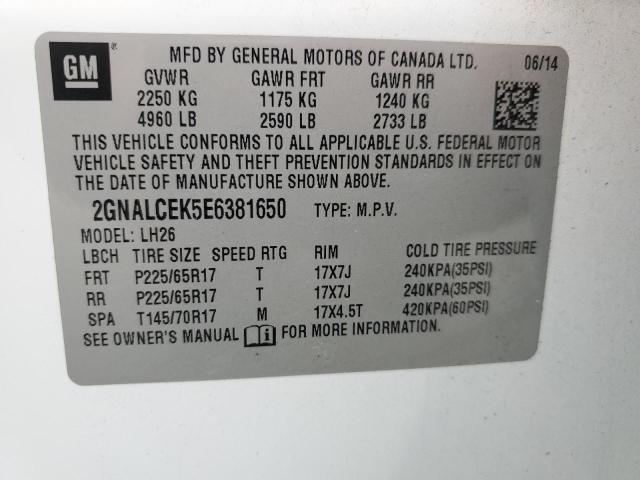 GM ® MFD BY GENERAL MOTORS OF CANADA LTD. 06/14
GVWR GAWR FRT GAWR RR
2250 KG 1175 KG 1240 KG
4960 LB 2590 LB 2733 LB
THIS VEHICLE CONFORMS TO ALL APPLICABLE U.S. FEDERAL MOTOR
VEHICLE SAFETY AND THEFT PREVENTION STANDARDS IN EFFECT ON
THE DATE OF MANUFACTURE SHOWN ABOVE.
2GNALCEK5E6381650 TYPE: M.P.V.
MODEL: LH26
LBCH TIRE SIZE SPEED RTG RIM COLD TIRE PRESSURE
FRT P225/65R17 T 17X7J 240KPA(35PSI)
RR P225/65R17 T 17X7J 240KPA(35PSI)
SPA T145/70R17 M 17X4.5T 420KPA(60PSI)
SEE OWNER'S MANUAL FOR MORE INFORMATION.